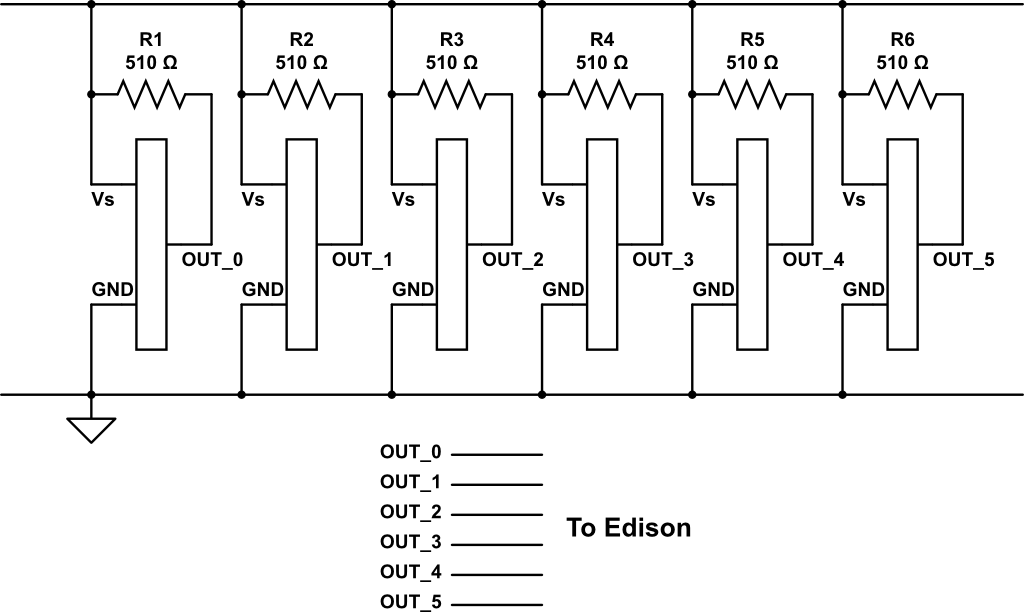 R1 R2 R3 R4 R5 R6
510 Ω 510 Ω 510 Ω 510 Ω 510 Ω 510 Ω
Vs Vs Vs Vs Vs Vs
OUT_0 OUT_1 OUT_2 OUT_3 OUT_4 OUT_5
GND GND GND GND GND GND
OUT_0
OUT_1
OUT_2
To Edison
OUT_3
OUT_4
OUT_5